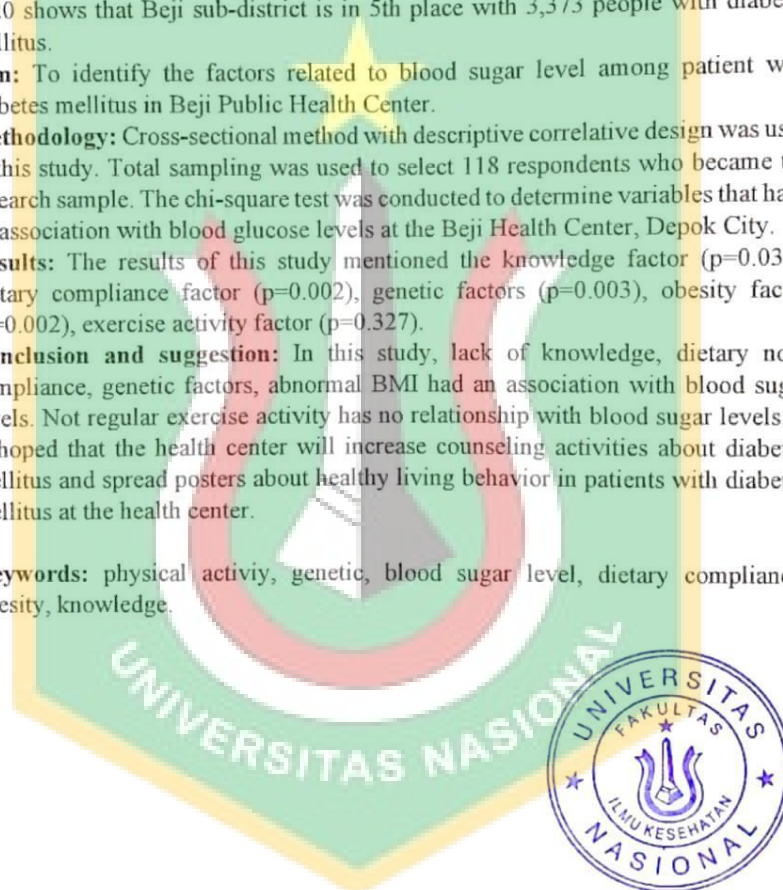 0 shows that Beji sub-district is in 5th place with 3,373 people with diabe
llitus.
m: To identify the factors related to blood sugar level among patient w
betes mellitus in Beji Public Health Center.
ethodology: Cross-sectional method with descriptive correlative design was us
this study. Total sampling was used to select 118 respondents who became t
earch sample. The chi-square test was conducted to determine variables that ha
association with blood glucose levels at the Beji Health Center, Depok City.
sults: The results of this study mentioned the knowledge factor (p=0.03
tary compliance factor (p=0.002), genetic factors (p=0.003), obesity fac
=0.002), exercise activity factor (p=0.327).
nclusion and suggestion: In this study, lack of knowledge, dietary no
mpliance, genetic factors, abnormal BMI had an association with blood sug
vels. Not regular exercise activity has no relationship with blood sugar levels.
hoped that the health center will increase counseling activities about diabe
ellitus and spread posters about healthy living behavior in patients with diabe
ellitus at the health center.
eywords: physical activiy, genetic, blood sugar level, dietary complianc
esity, knowledge.
UNIVERSITAS NASIONAL
UNIVERSITAS
FAKULTAS
ILMU KESEHATAN
NASIONAL